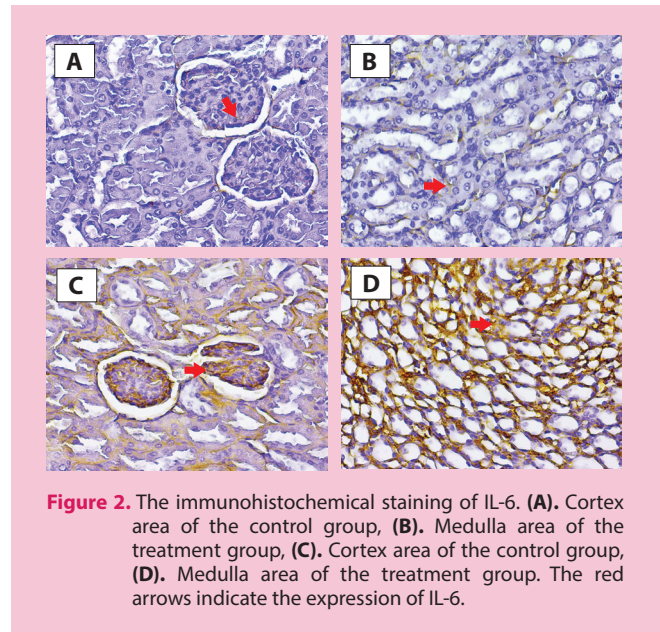 A
B
C
D
Figure 2. The immunohistochemical staining of IL-6. (A). Cortex
area of the control group, (B). Medulla area of the
treatment group, (C). Cortex area of the control group,
(D). Medulla area of the treatment group. The red
arrows indicate the expression of IL-6.